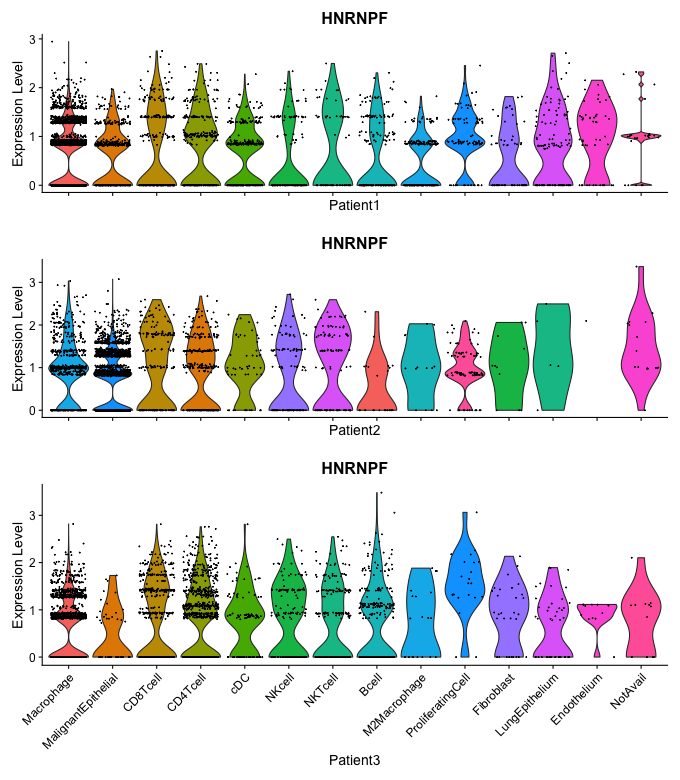 HNRNPF
Expression Level
3
2
1
0
Patient1
HNRNPF
Expression Level
3
2
1
0
Patient2
HNRNPF
Expression Level
3
2
1
0
Macrophage
MalignantEpithelial
CD8Tcell
CD4Tcell
cDC
NKcell
NKTcell
Bcell
M2Macrophage
ProliferatingCell
Fibroblast
LungEpithelium
Endothelium
NotAvail
Patient3